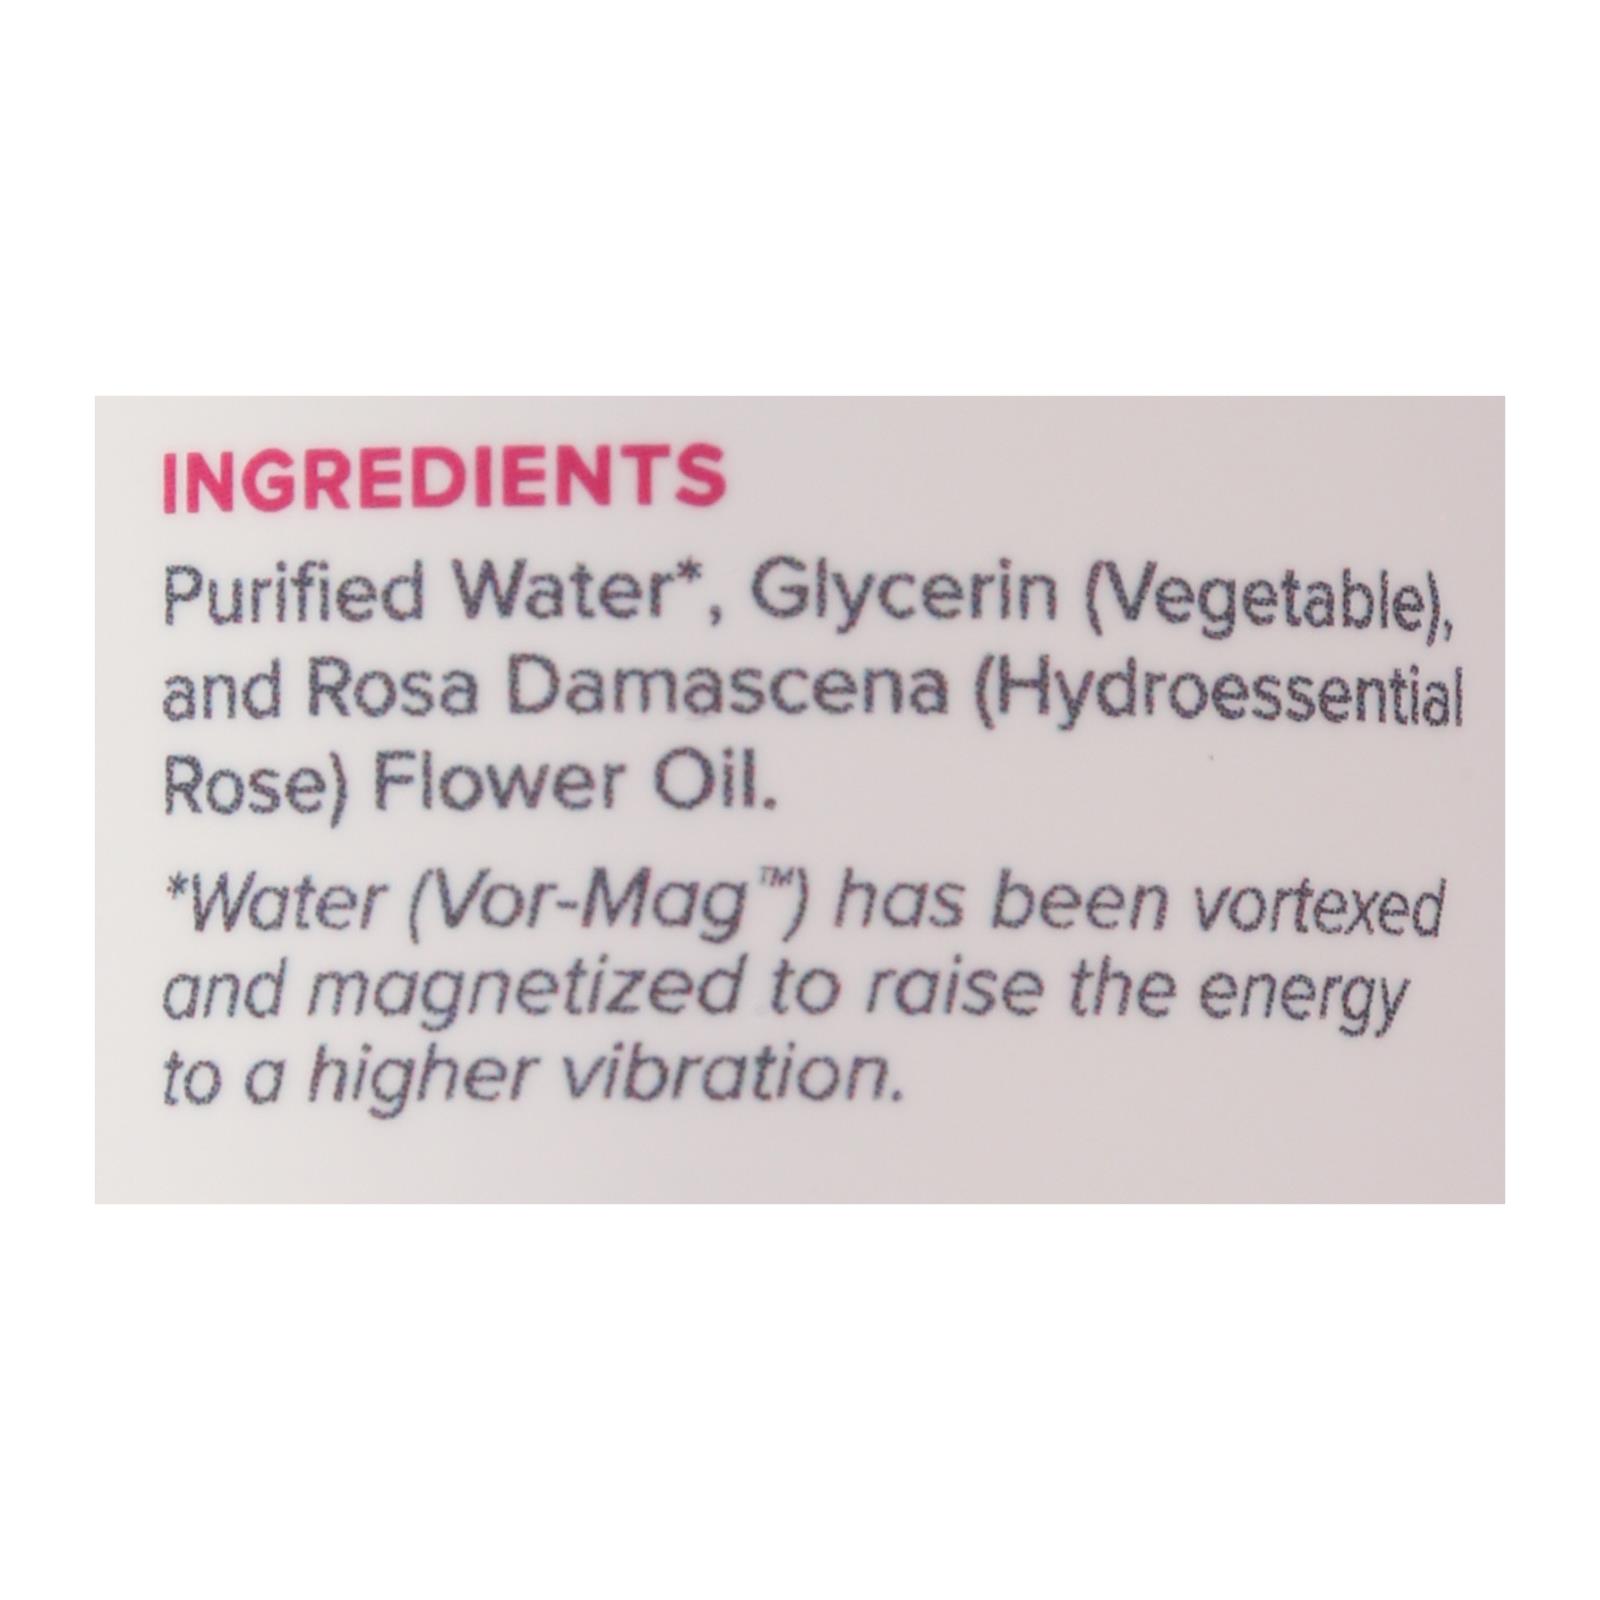 INGREDIENTS
Purified Water*, Glycerin (Vegetable),
and Rosa Damascena (Hydroessential
Rose) Flower Oil.
*Water (Vor-Mag™) has been vortexed
and magnetized to raise the energy
to a higher vibration.